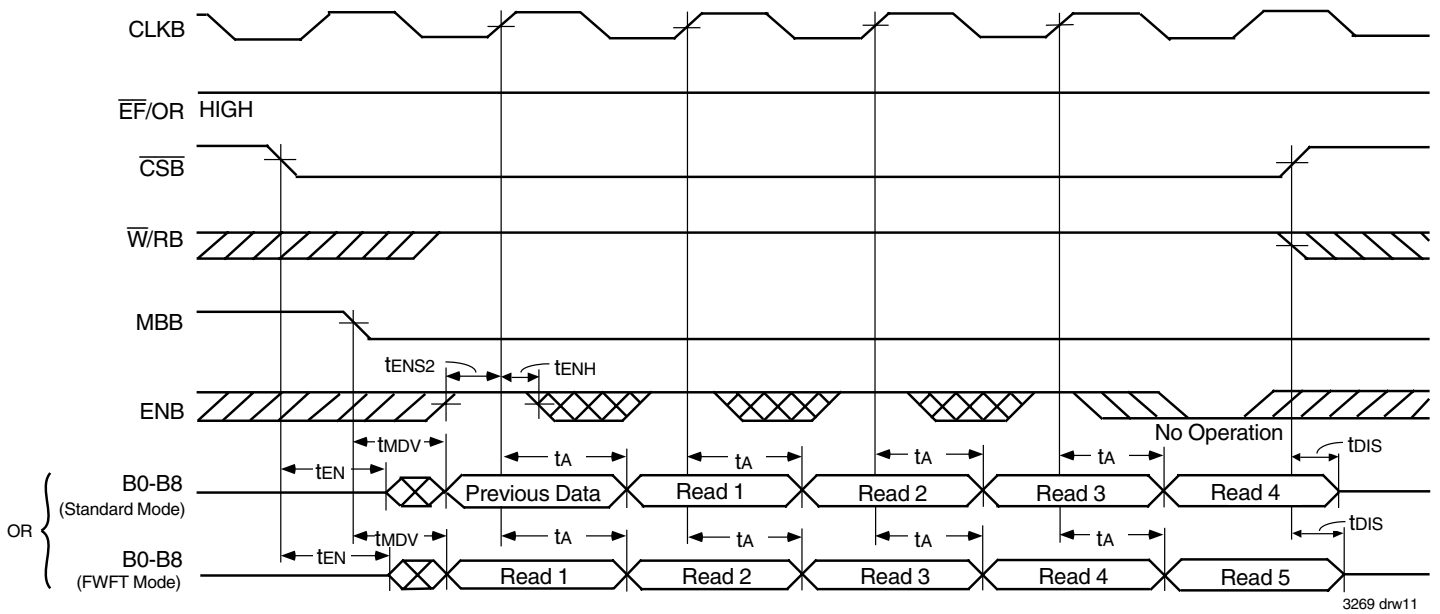 CLKB
EF/OR HIGH
CSB
W/RB
MBB
tENS2 tENH
ENB
No Operation
tMDV
tEN tA tA tA tA tDIS
B0-B8
(Standard Mode)
Previous Data Read 1 Read 2 Read 3 Read 4
OR
tMDV
tEN tA tA tA tA tDIS
B0-B8
(FWFT Mode)
Read 1 Read 2 Read 3 Read 4 Read 5
3269 drw11